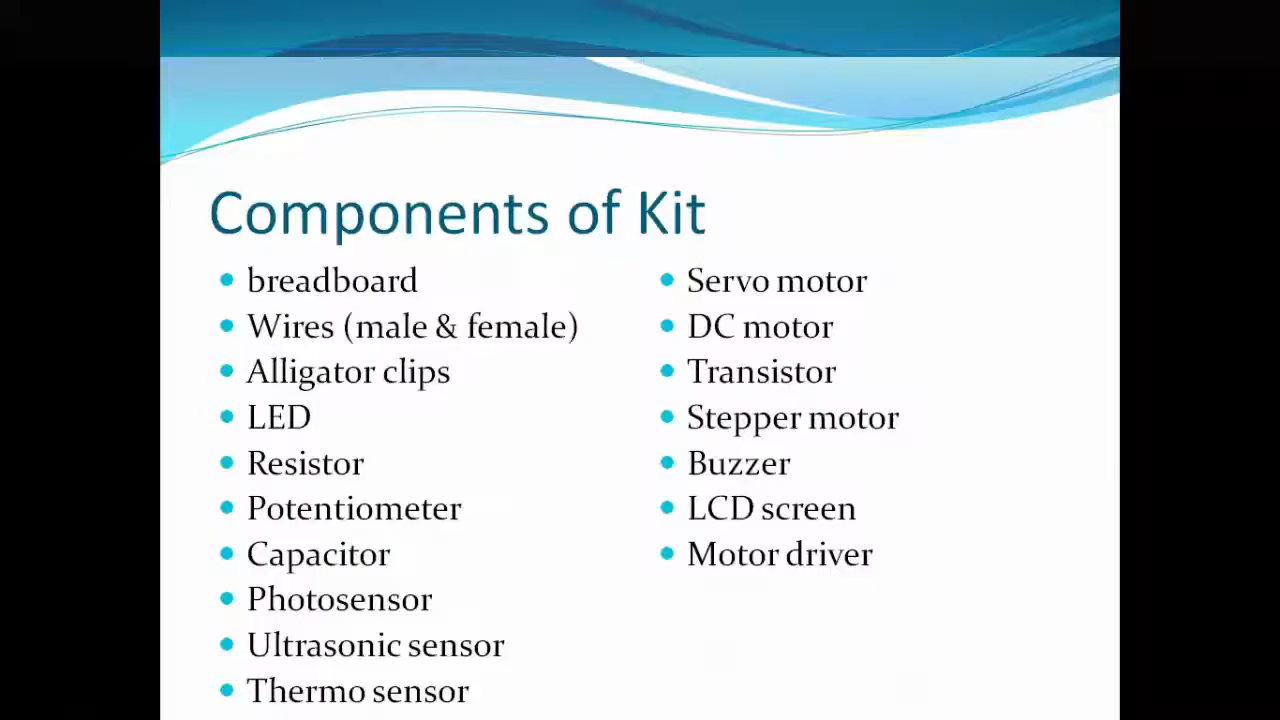 Components of Kit
breadboard
Wires (male & female)
Alligator clips
LED
Resistor
Potentiometer
Capacitor
Photosensor
Ultrasonic sensor
Thermo sensor
Servo motor
DC motor
Transistor
Stepper motor
Buzzer
LCD screen
Motor driver